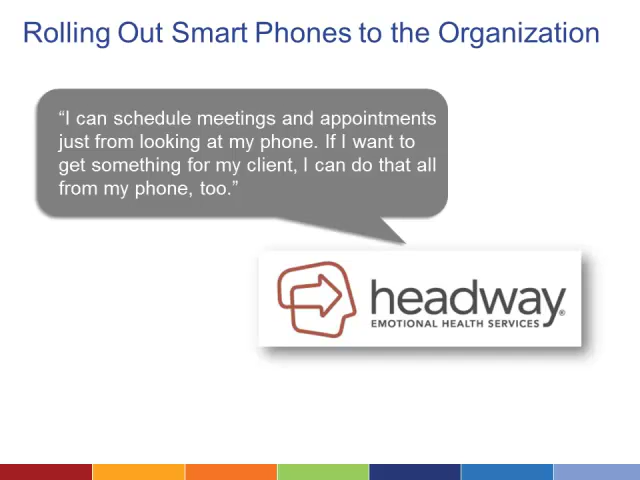 Rolling Out Smart Phones to the Organization
“I can schedule meetings and appointments
just from looking at my phone. If I want to
get something for my client, I can do that all
from my phone, too.”
headway®
EMOTIONAL HEALTH SERVICES